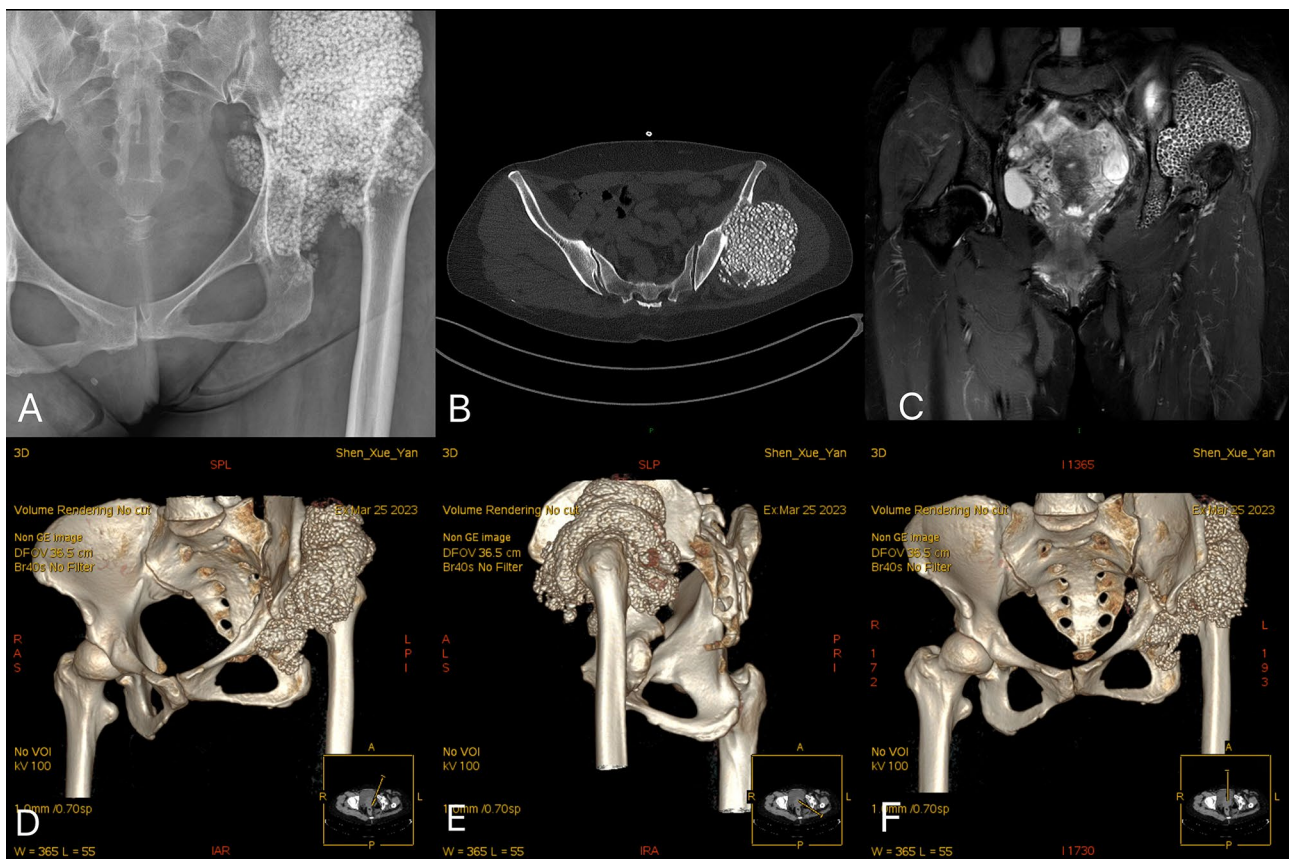 A
B
C
3D
Shen_Xue_Yan
SPL
Volume Rendering No cut
Ex:Mar 25 2023
Non GE image
DFOV 36.5 cm
Br40s No Filter
R
A
S
L
P
I
No VOI
kV 100
1.0mm /0.70sp
W = 365 L = 55
IAR
A
R
L
P
D
3D
Shen_Xue_Yan
SLP
Volume Rendering No cut
Ex:Mar 25 2023
Non GE image
DFOV 36.5 cm
Br40s No Filter
A
L
S
P
R
I
No VOI
kV 100
1.0mm /0.70sp
W = 365 L = 55
IRA
A
R
L
P
E
3D
Shen_Xue_Yan
I 1365
Volume Rendering No cut
Ex:Mar 25 2023
Non GE image
DFOV 36.5 cm
Br40s No Filter
R
1
7
2
L
1
9
3
No VOI
kV 100
1.0mm /0.70sp
W = 365 L = 55
I 1730
A
R
L
P
F